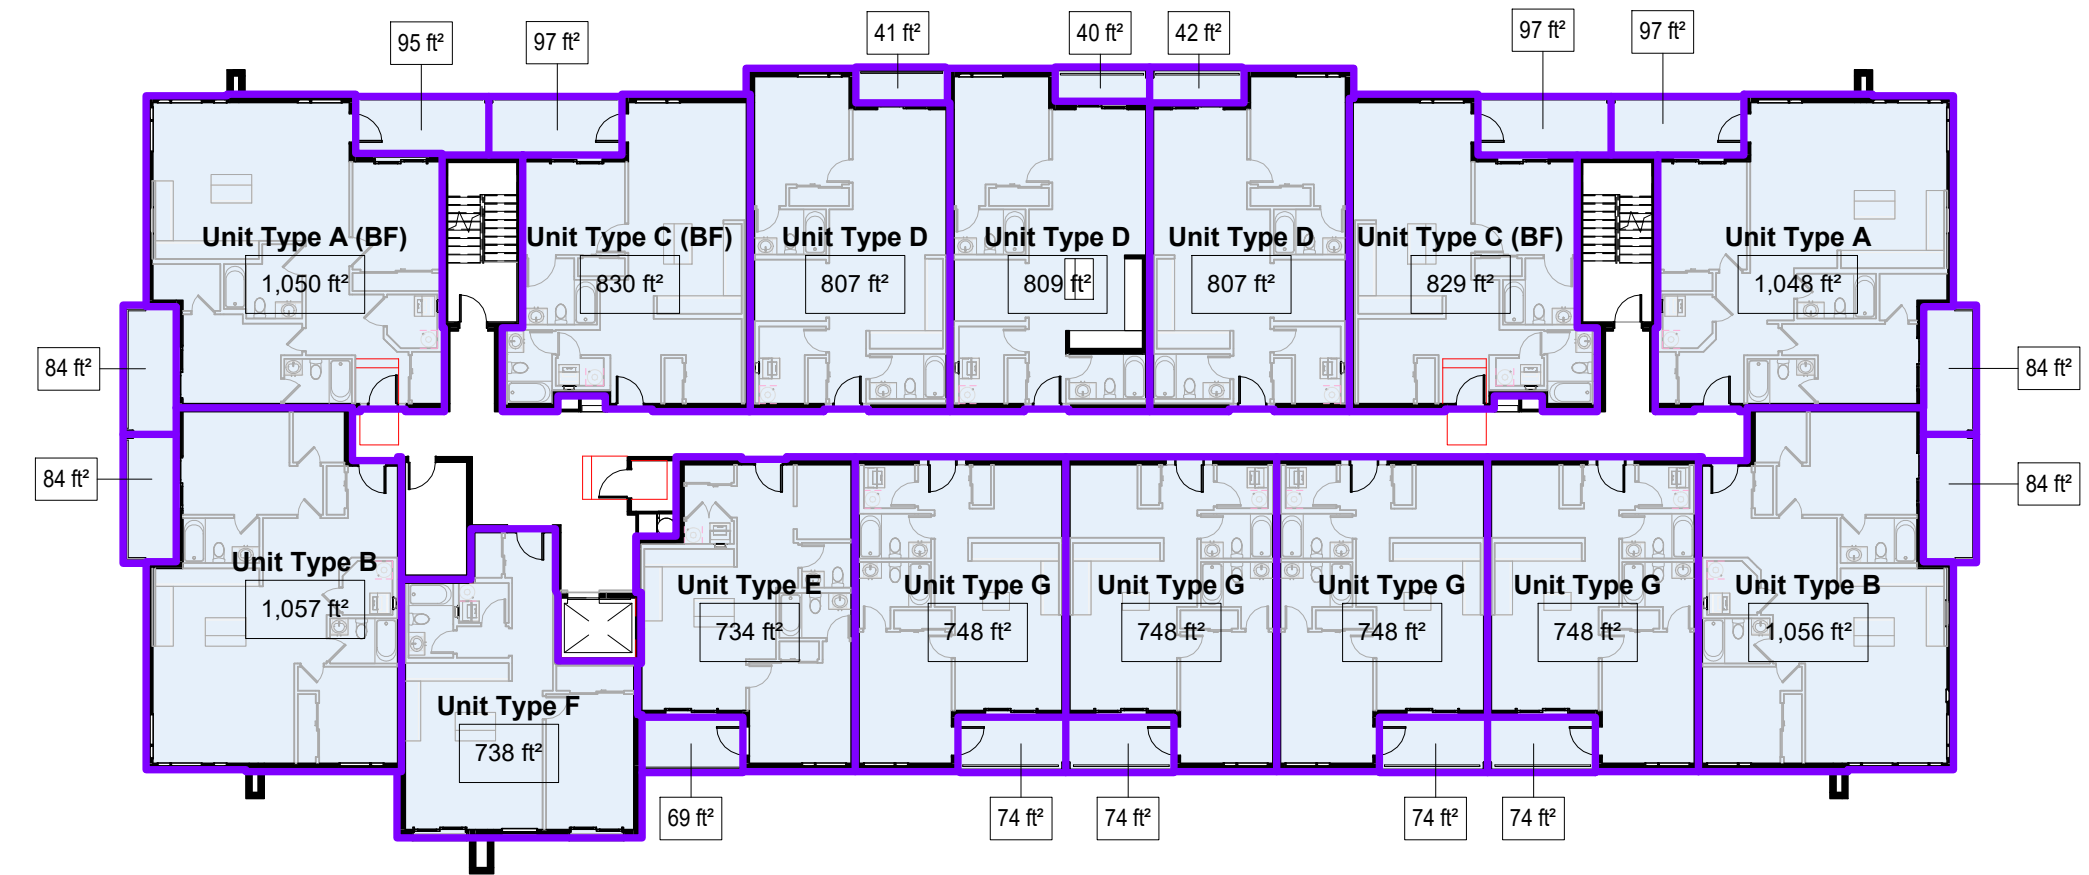 95 ft²
97 ft²
41 ft²
40 ft²
42 ft²
97 ft²
97 ft²
Unit Type A (BF)
1,050 ft²
Unit Type C (BF)
830 ft²
Unit Type D
807 ft²
Unit Type D
809 ft²
Unit Type D
807 ft²
Unit Type C (BF)
829 ft²
Unit Type A
1,048 ft²
84 ft²
84 ft²
84 ft²
84 ft²
Unit Type B
1,057 ft²
Unit Type F
738 ft²
Unit Type E
734 ft²
Unit Type G
748 ft²
Unit Type G
748 ft²
Unit Type G
748 ft²
Unit Type G
748 ft²
Unit Type B
1,056 ft²
69 ft²
74 ft²
74 ft²
74 ft²
74 ft²